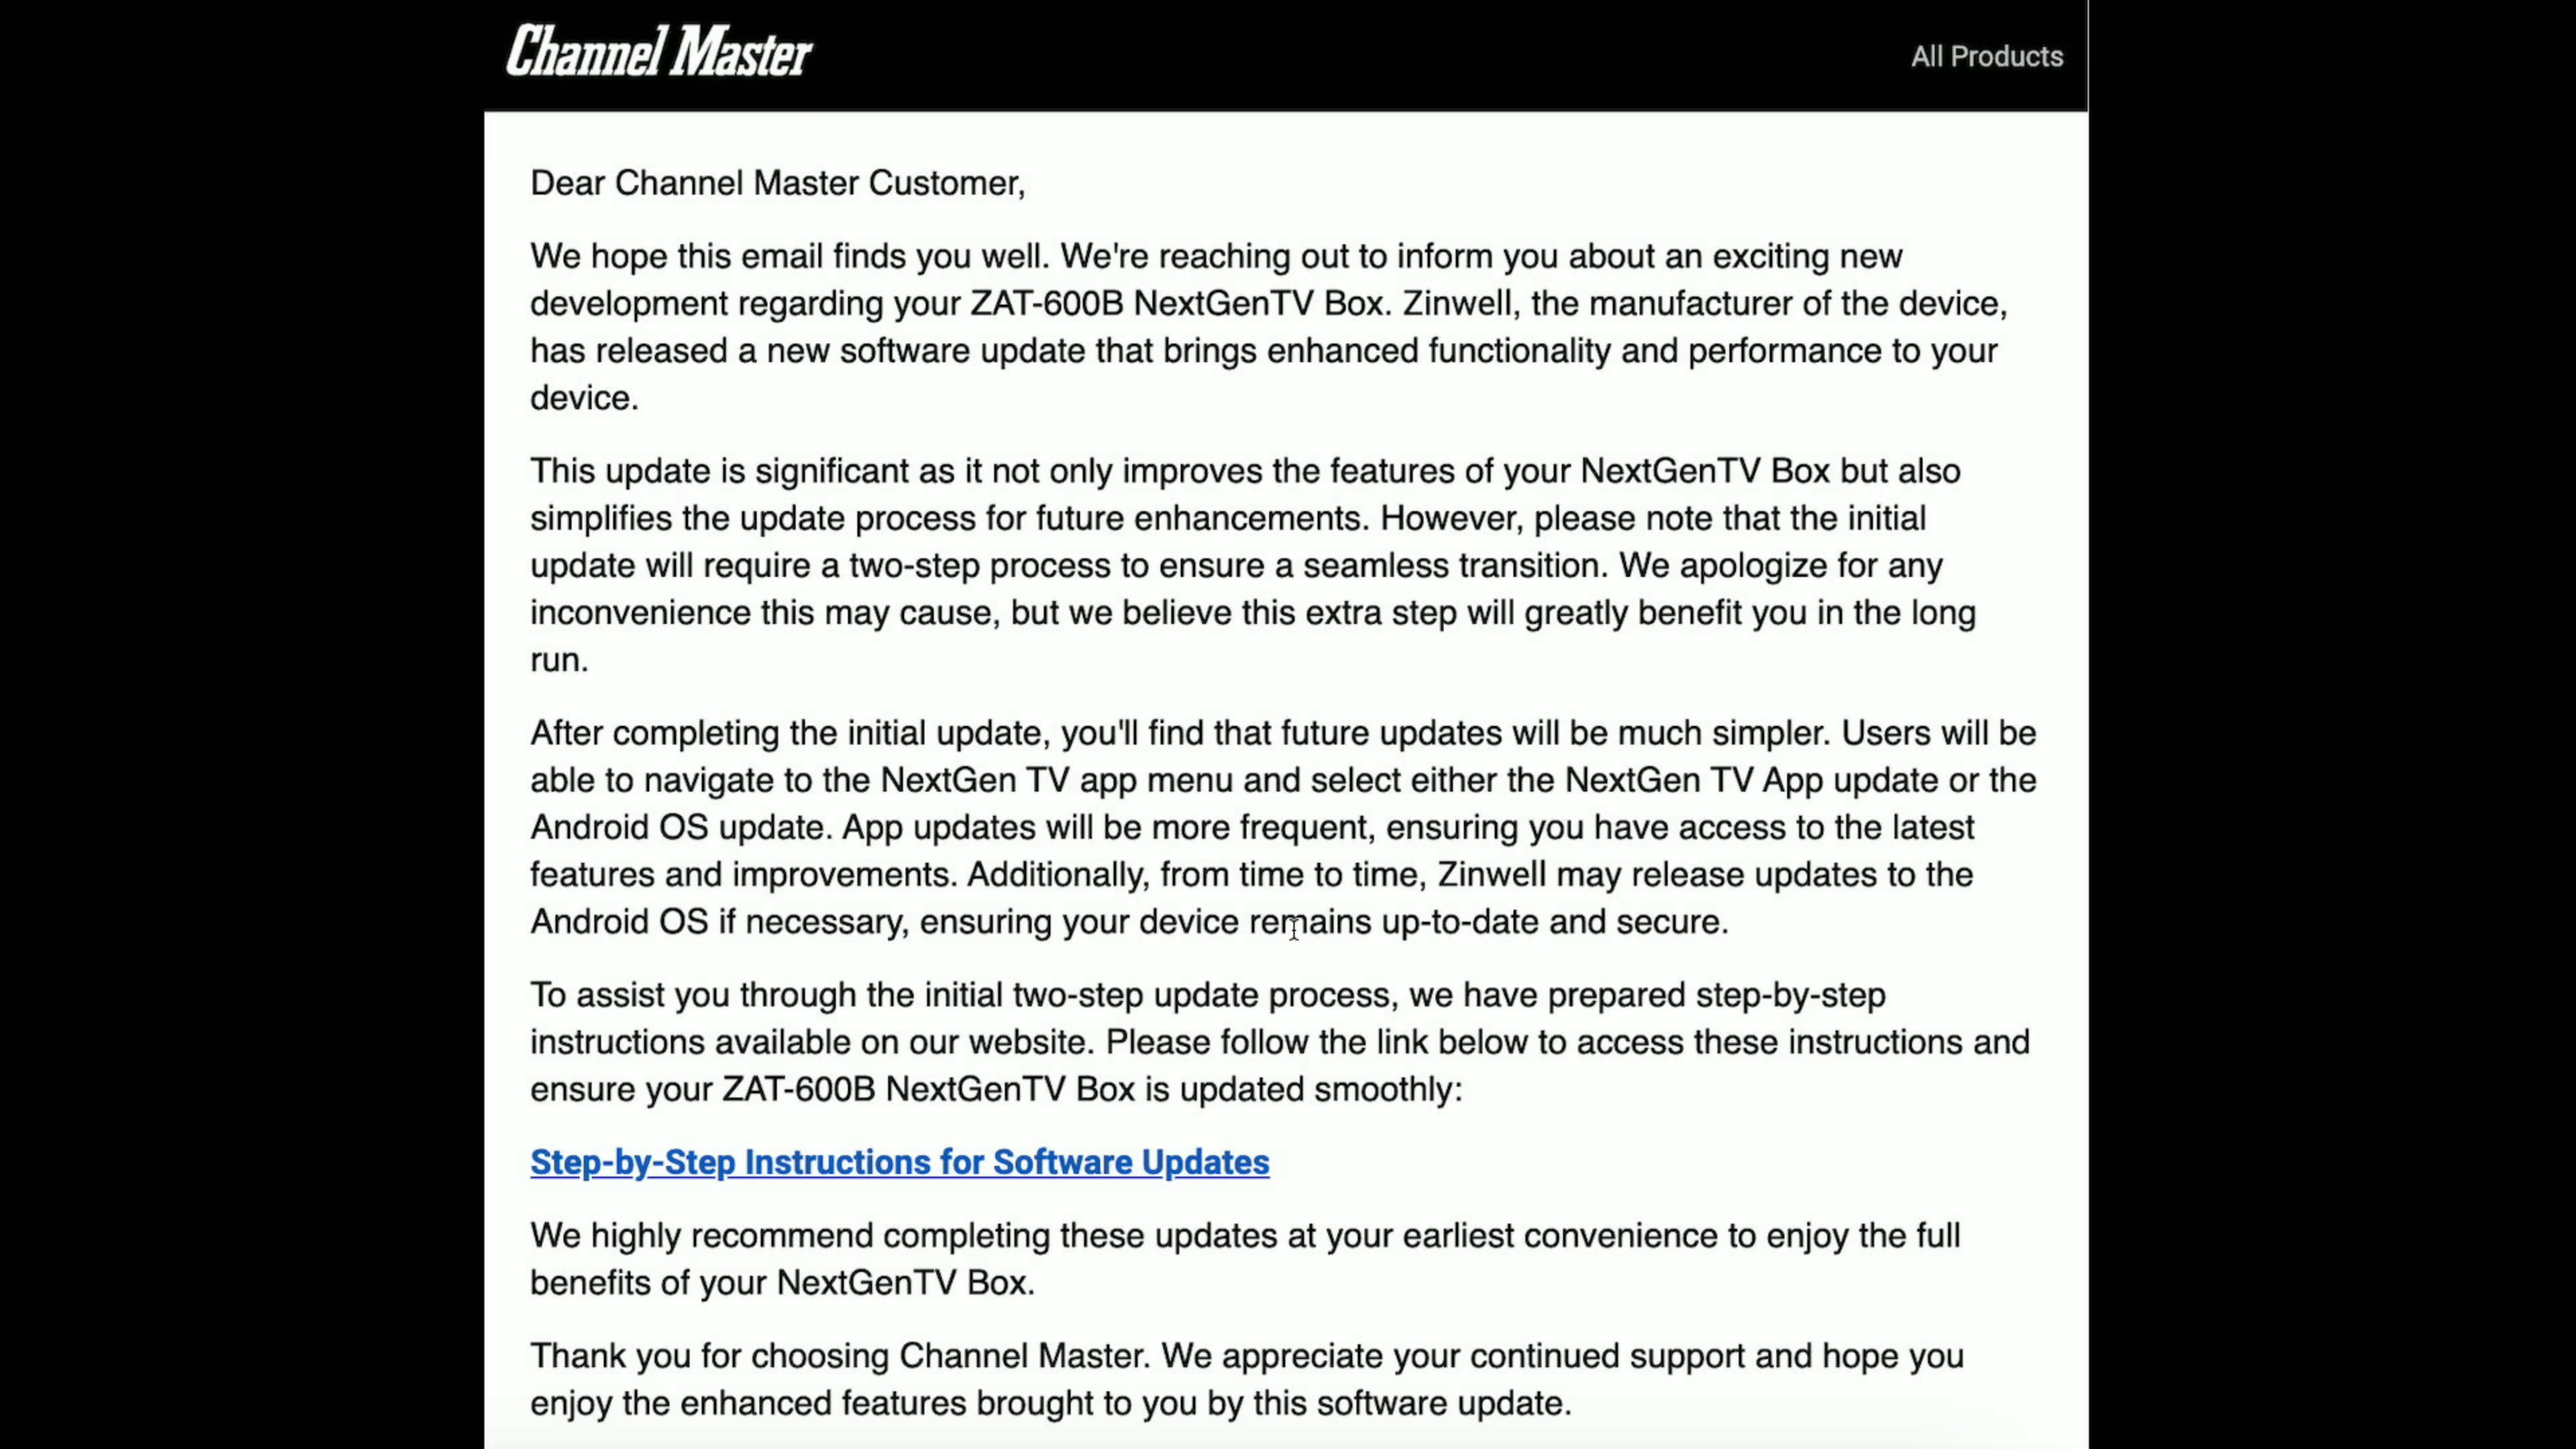 Channel Master
All Products
Dear Channel Master Customer,
We hope this email finds you well. We're reaching out to inform you about an exciting new
development regarding your ZAT-600B NextGenTV Box. Zinwell, the manufacturer of the device,
has released a new software update that brings enhanced functionality and performance to your
device.
This update is significant as it not only improves the features of your NextGenTV Box but also
simplifies the update process for future enhancements. However, please note that the initial
update will require a two-step process to ensure a seamless transition. We apologize for any
inconvenience this may cause, but we believe this extra step will greatly benefit you in the long
run.
After completing the initial update, you'll find that future updates will be much simpler. Users will be
able to navigate to the NextGen TV app menu and select either the NextGen TV App update or the
Android OS update. App updates will be more frequent, ensuring you have access to the latest
features and improvements. Additionally, from time to time, Zinwell may release updates to the
Android OS if necessary, ensuring your device remains up-to-date and secure.
To assist you through the initial two-step update process, we have prepared step-by-step
instructions available on our website. Please follow the link below to access these instructions and
ensure your ZAT-600B NextGenTV Box is updated smoothly:
Step-by-Step Instructions for Software Updates
We highly recommend completing these updates at your earliest convenience to enjoy the full
benefits of your NextGenTV Box.
Thank you for choosing Channel Master. We appreciate your continued support and hope you
enjoy the enhanced features brought to you by this software update.